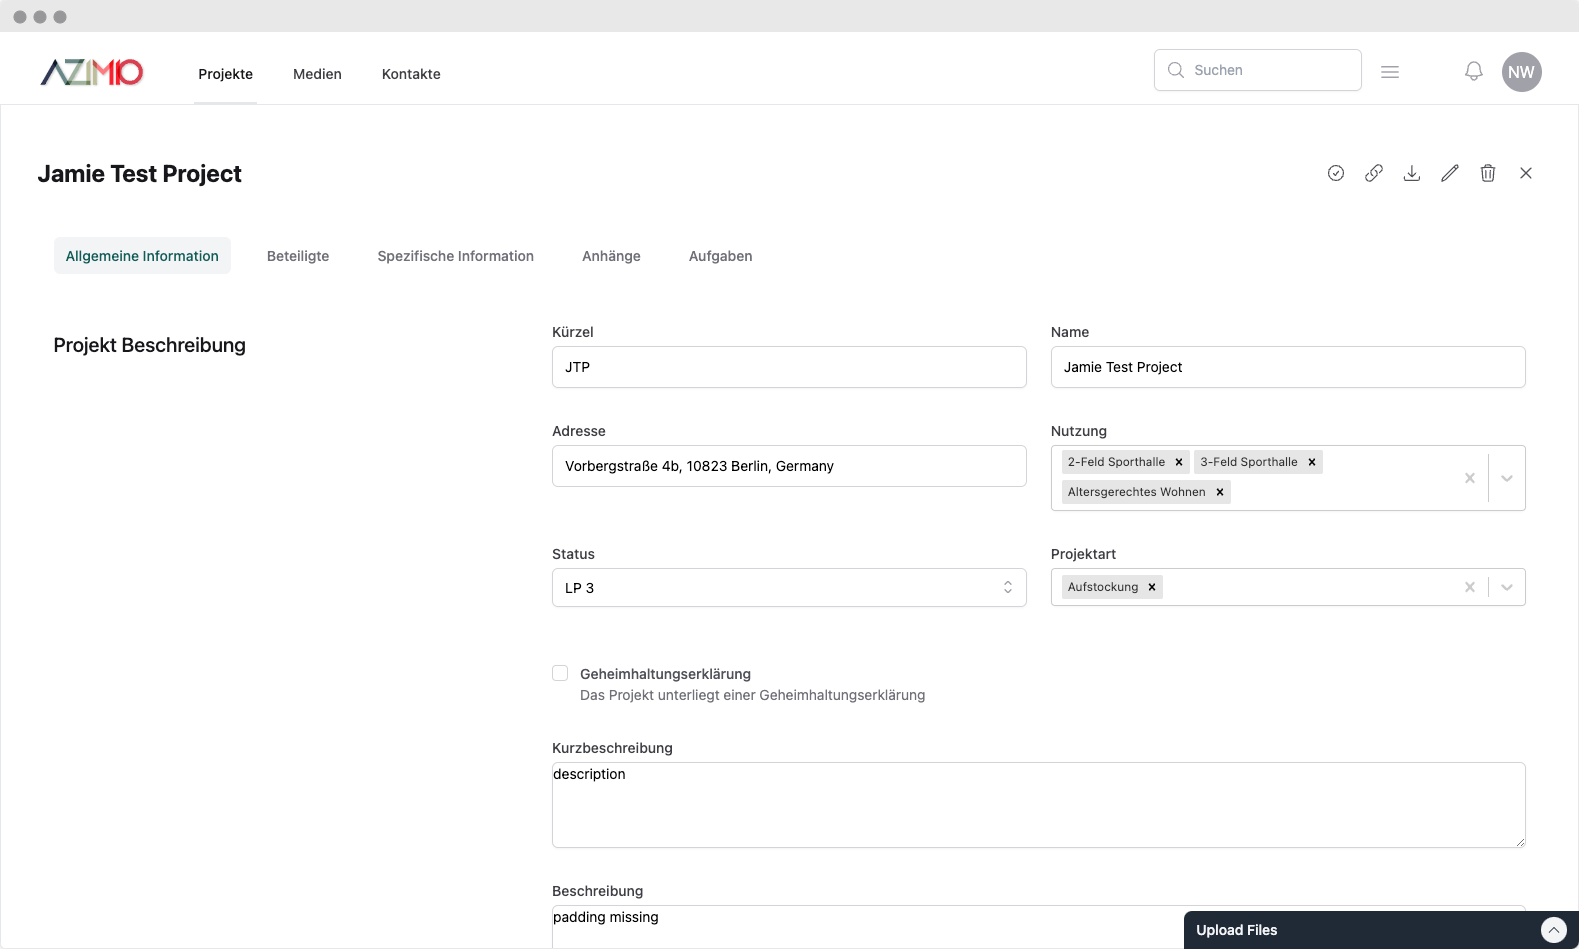 AZIMIO
Projekte
Medien
Kontakte
Suchen
NW
Jamie Test Project
Allgemeine Information
Beteiligte
Spezifische Information
Anhänge
Aufgaben
Projekt Beschreibung
Kürzel
Name
JTP
Jamie Test Project
Adresse
Nutzung
Vorbergstraße 4b, 10823 Berlin, Germany
2-Feld Sporthalle
3-Feld Sporthalle
Altersgerechtes Wohnen
Status
Projektart
LP 3
Aufstockung
Geheimhaltungserklärung
Das Projekt unterliegt einer Geheimhaltungserklärung
Kurzbeschreibung
description
Beschreibung
padding missing
Upload Files